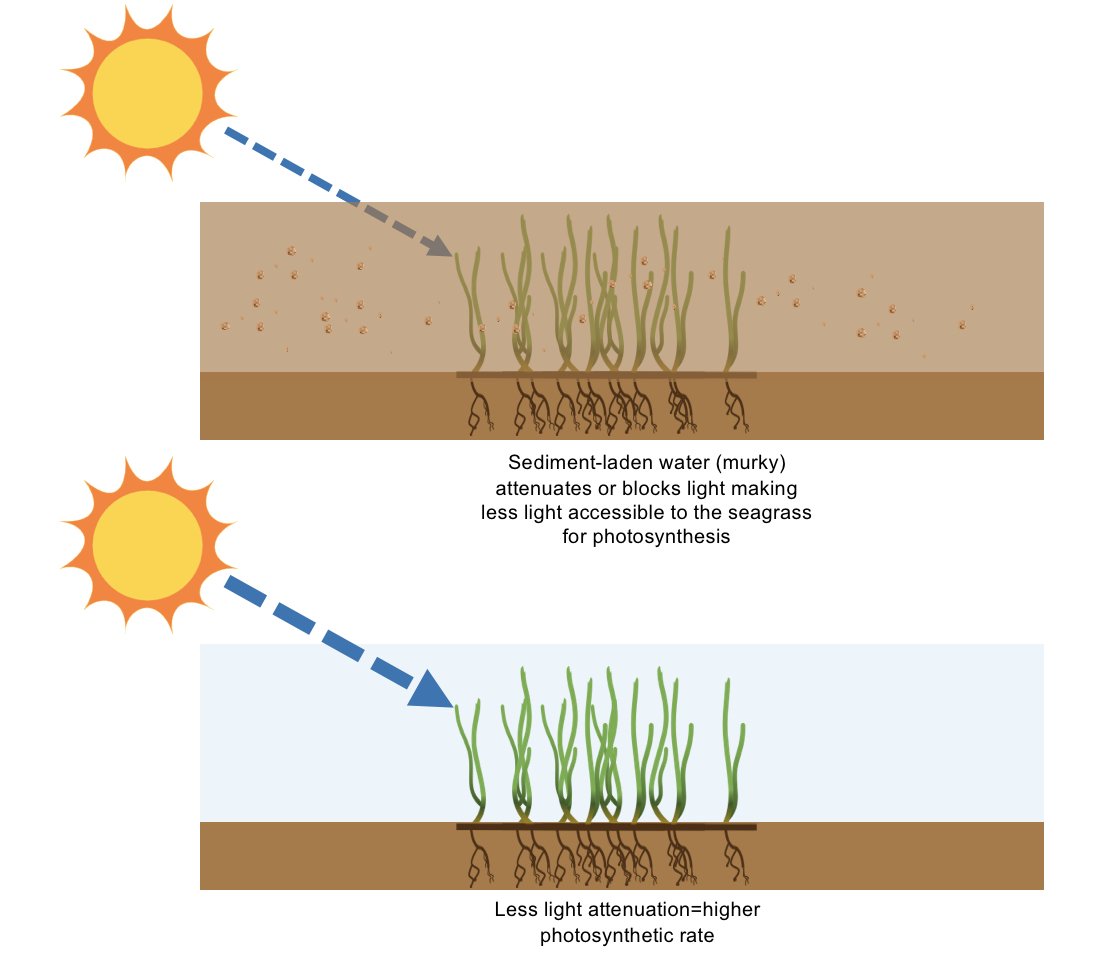 Sediment-laden water (murky)
attenuates or blocks light making
less light accessible to the seagrass
for photosynthesis
Less light attenuation=higher
photosynthetic rate